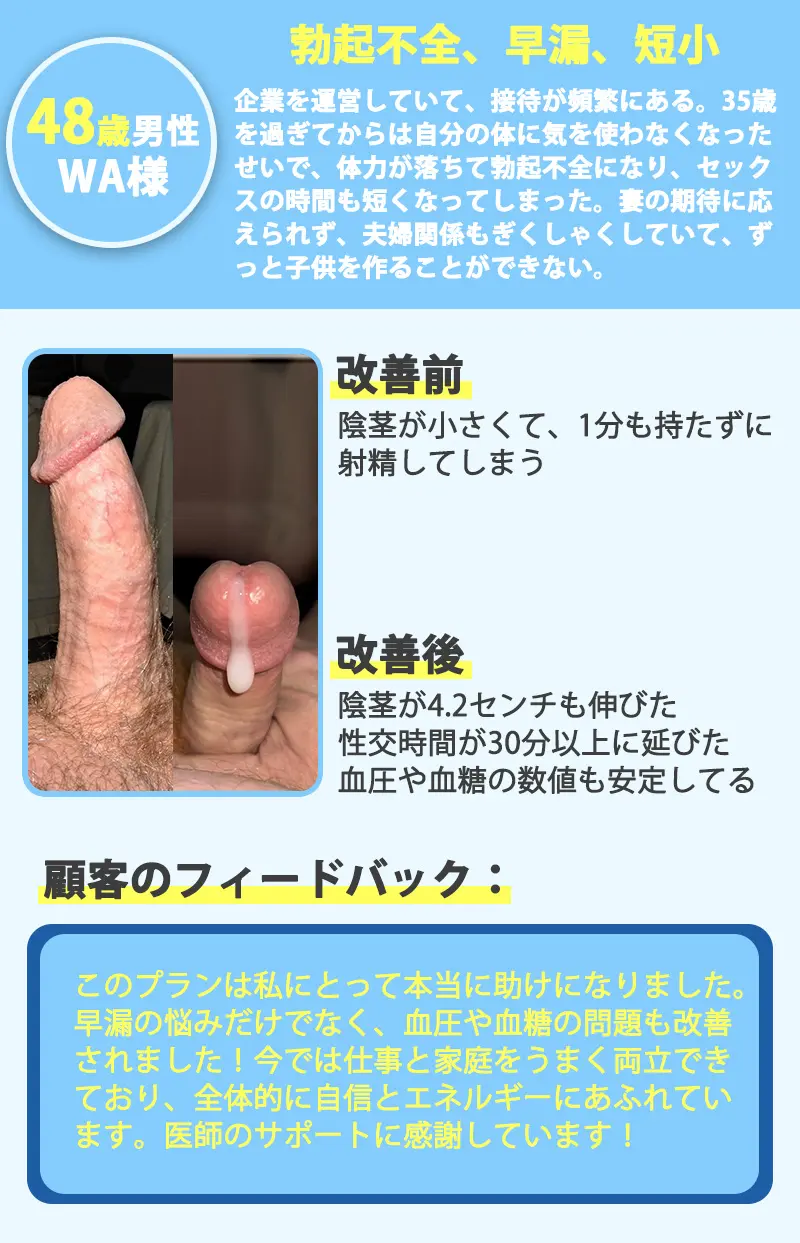 勃起不全、早漏、短小
48歳男性
WA様
企業を運営していて、接待が頻繁にある。35歳
を過ぎてからは自分の体に気を使わなくなった
せいで、体力が落ちて勃起不全になり、セック
スの時間も短くなってしまった。妻の期待に応
えられず、夫婦関係もぎくしゃくしていて、ず
っと子供を作ることができない。
改善前
陰茎が小さくて、1分も持たずに
射精してしまう
改善後
陰茎が4.2センチも伸びた
性交時間が30分以上に延びた
血圧や血糖の数値も安定してる
顧客のフィードバック：
このプランは私にとって本当に助けになりました。
早漏の悩みだけでなく、血圧や血糖の問題も改善
されました！今では仕事と家庭をうまく両立でき
ており、全体的に自信とエネルギーにあふれてい
ます。医師のサポートに感謝しています！